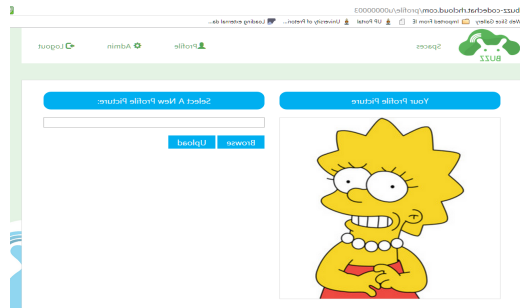 buzz-codechat.rhcloud.com/profile/u00000003
Web Slice Gallery Imported From IE UP Portal University of Pretori... Loading external da...
BUZZ Spaces Profile Admin Logout
Your Profile Picture
Select A New Profile Picture:
Browse Upload